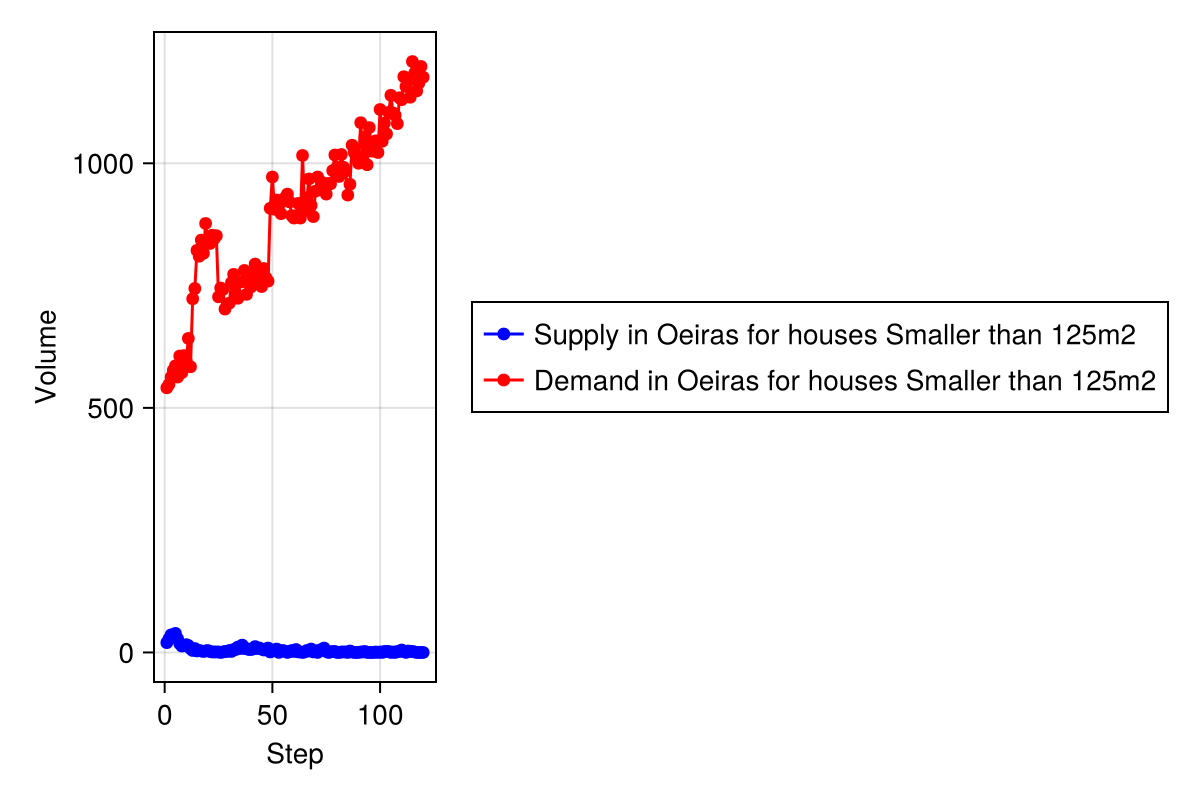 1000
500
0
0 50 100
Volume
Step
Supply in Oeiras for houses Smaller than 125m2
Demand in Oeiras for houses Smaller than 125m2